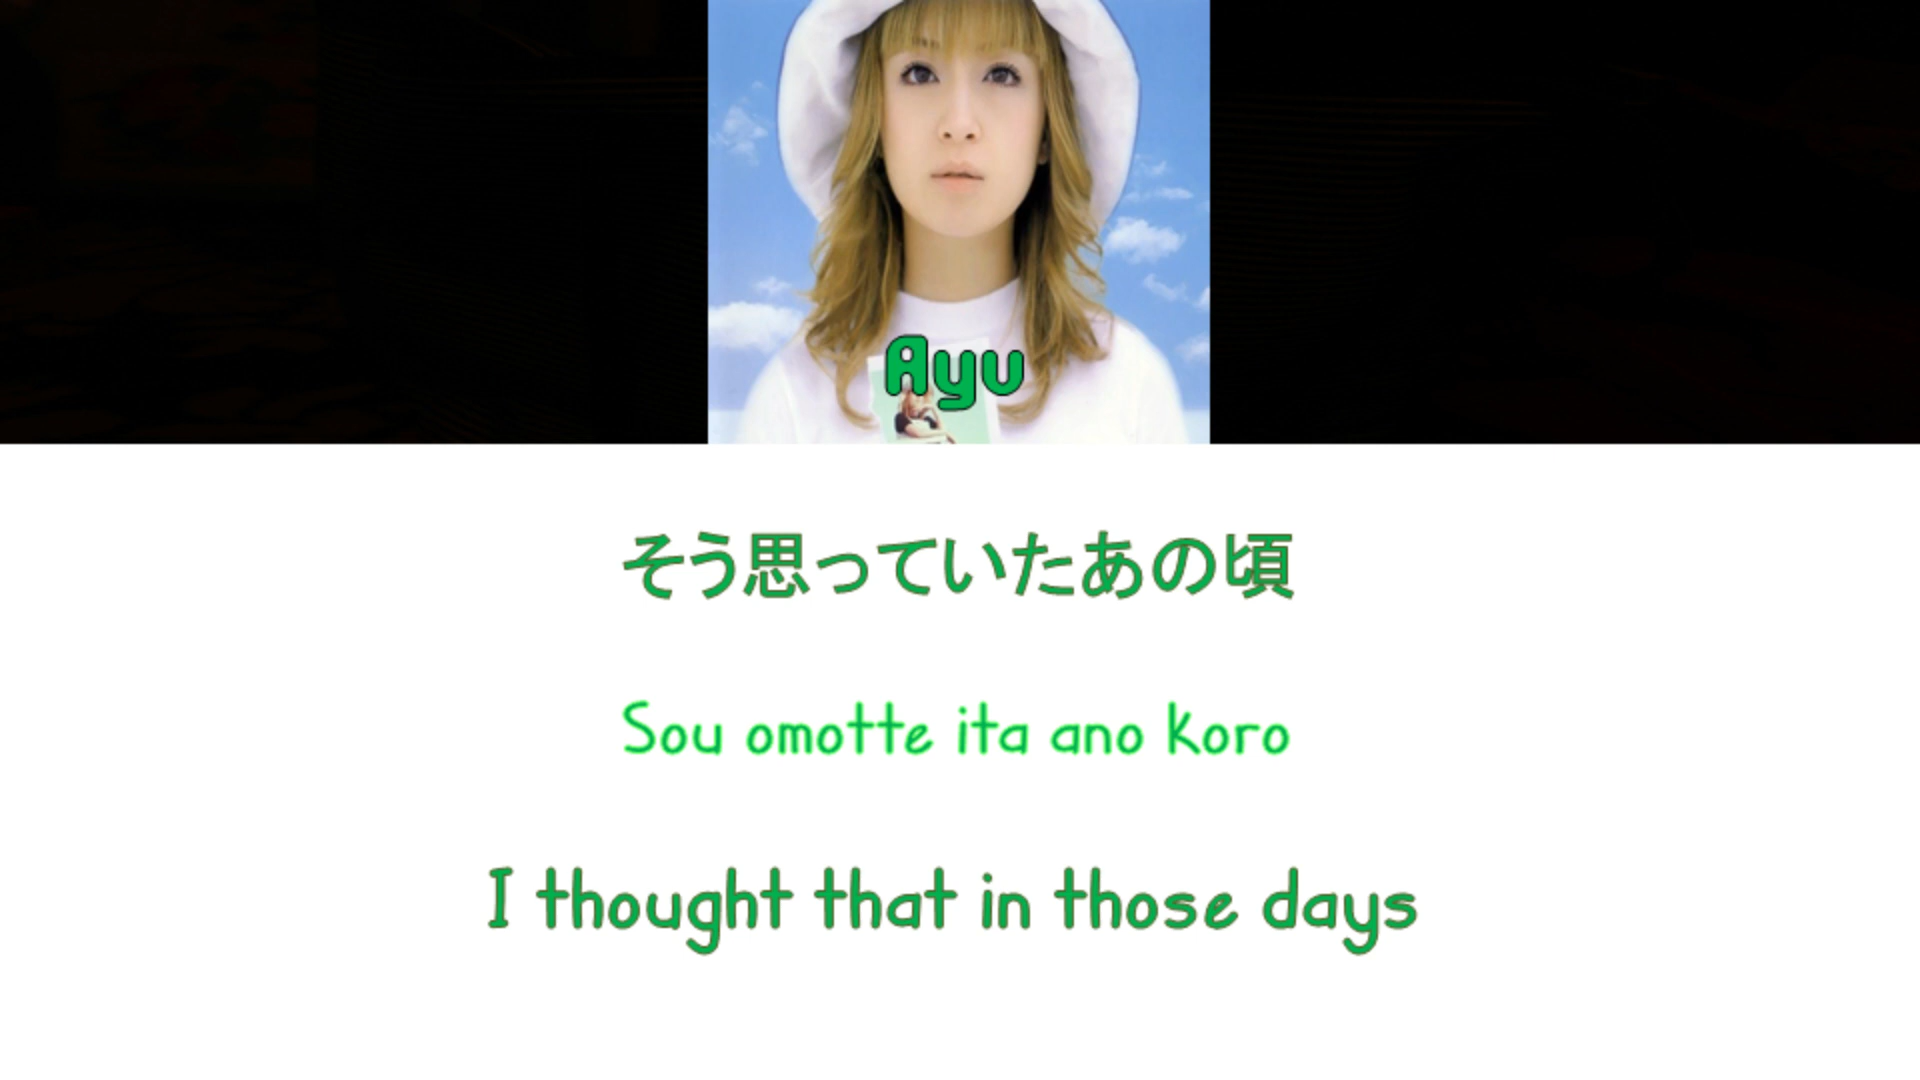 Ayu
そう思っていたあの頃
Sou omotte ita ano koro
I thought that in those days